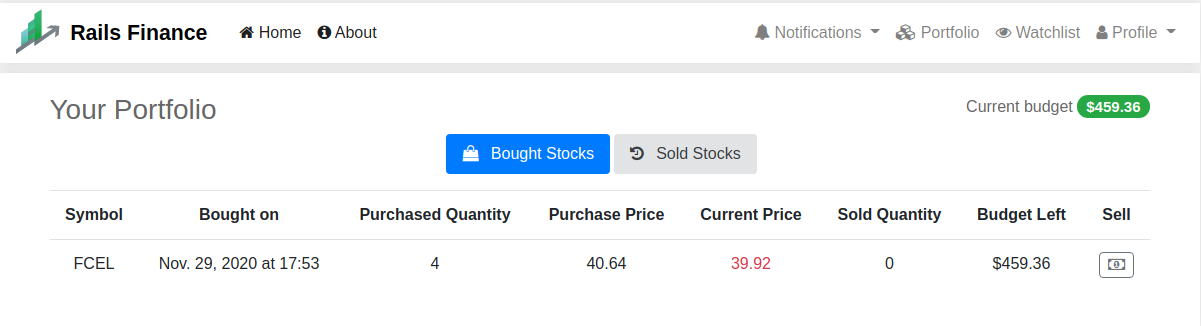 Rails Finance Home About Notifications Portfolio Watchlist Profile
Your Portfolio Current budget $459.36
Bought Stocks Sold Stocks
Symbol Bought on Purchased Quantity Purchase Price Current Price Sold Quantity Budget Left Sell
FCEL Nov. 29, 2020 at 17:53 4 40.64 39.92 0 $459.36